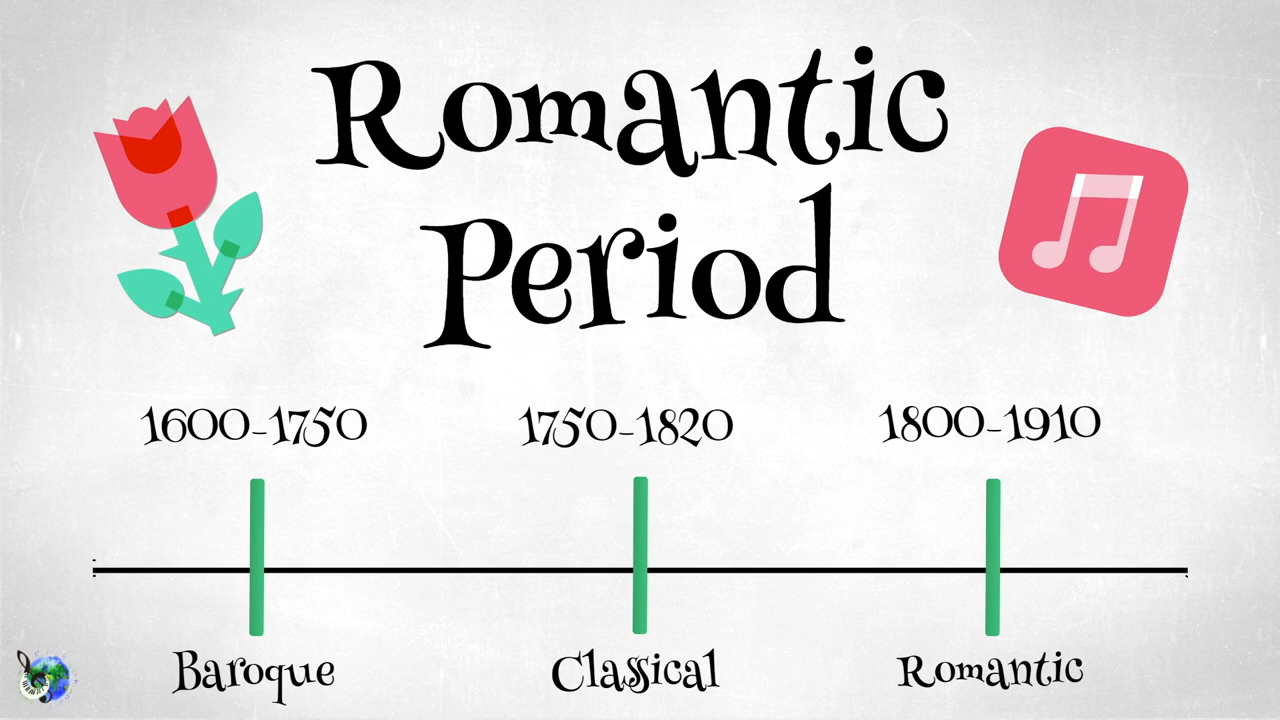 Romantic
Period
1600-1750
1750-1820
1800-1910
Baroque
Classical
Romantic